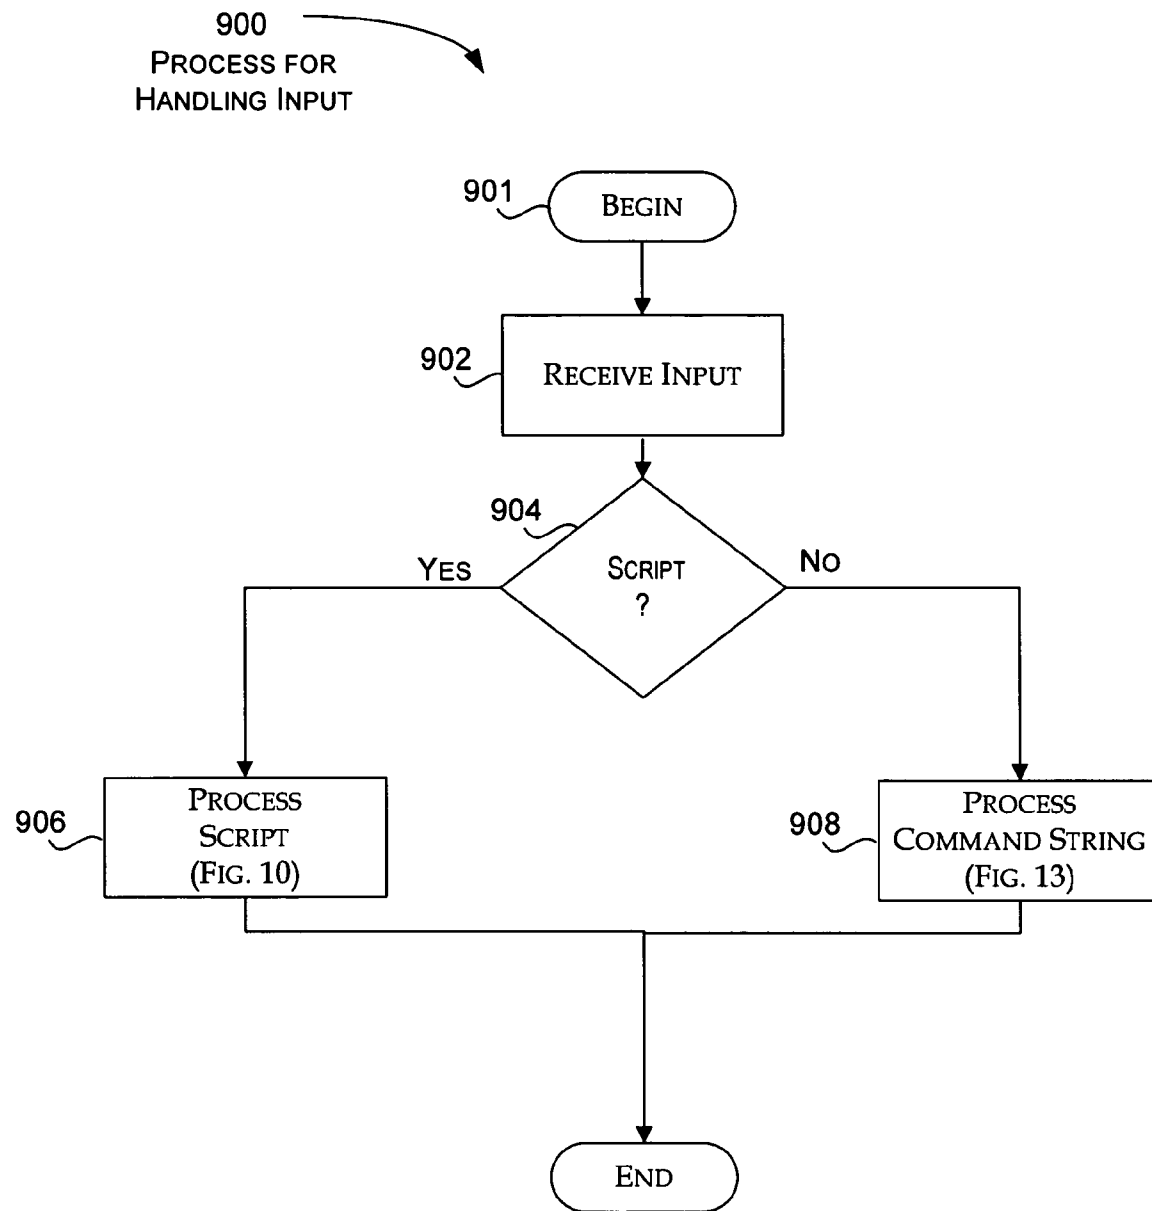 900
PROCESS FOR
HANDLING INPUT
901
BEGIN
902
RECEIVE INPUT
904
SCRIPT
?
YES
NO
906
PROCESS
SCRIPT
(FIG. 10)
908
PROCESS
COMMAND STRING
(FIG. 13)
END